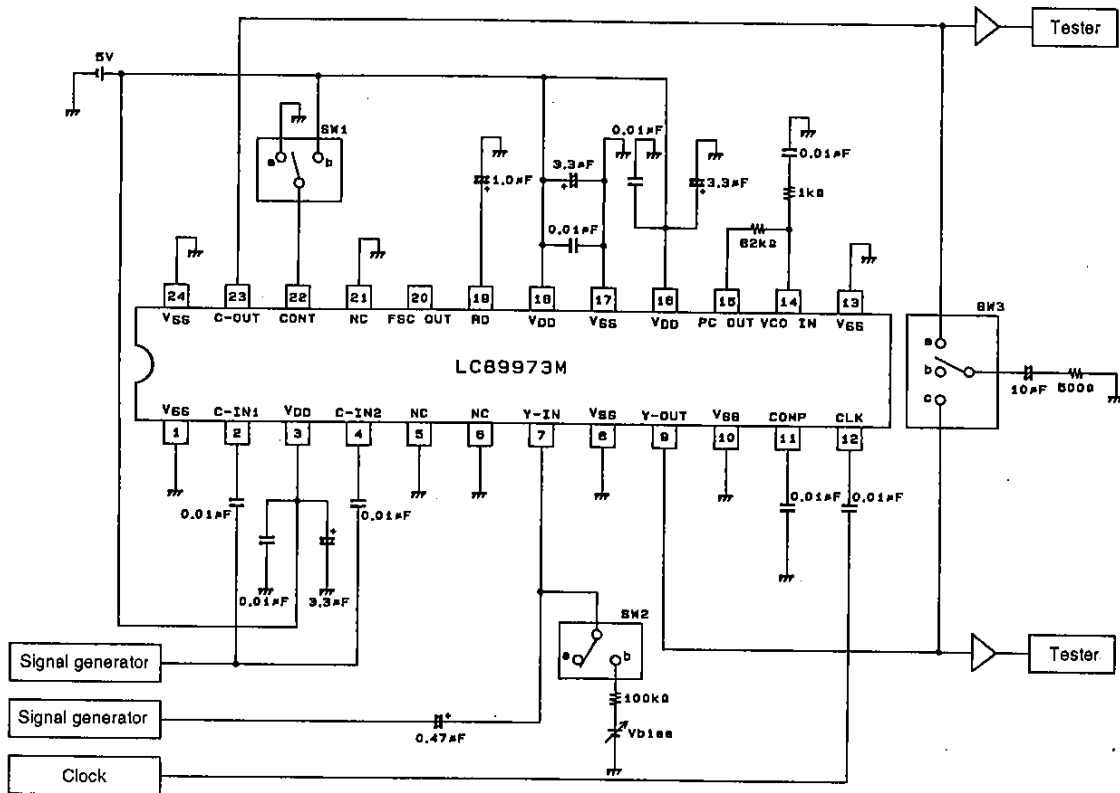 Tester
5V
SW1
a
b
0.01µF
3.3µF
1.0µF
3.3µF
0.01µF
1kΩ
0.01µF
62kΩ
24
23
22
21
20
19
18
17
16
15
14
13
VSS
C-OUT
CONT
NC
FSC OUT
RD
VDD
VSS
VDD
PC OUT
VCO IN
VSS
SW3
a
b
c
10µF
500Ω
LC89973M
VSS
C-IN1
VDD
C-IN2
NC
NC
Y-IN
VSS
Y-OUT
VSS
COMP
CLK
1
2
3
4
5
6
7
8
9
10
11
12
0.01µF
0.01µF
0.01µF
0.01µF
0.01µF
3.3µF
SW2
a
b
Signal generator
Tester
100kΩ
Signal generator
0.47µF
Vbias
Clock